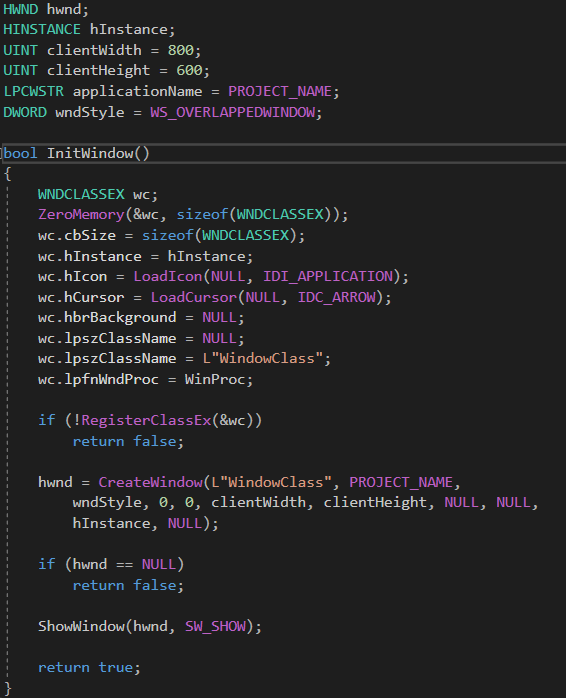 HWND hwnd;
HINSTANCE hInstance;
UINT clientWidth = 800;
UINT clientHeight = 600;
LPCWSTR applicationName = PROJECT_NAME;
DWORD wndStyle = WS_OVERLAPPEDWINDOW;

bool InitWindow()
{
    WNDCLASSEX wc;
    ZeroMemory(&wc, sizeof(WNDCLASSEX));
    wc.cbSize = sizeof(WNDCLASSEX);
    wc.hInstance = hInstance;
    wc.hIcon = LoadIcon(NULL, IDI_APPLICATION);
    wc.hCursor = LoadCursor(NULL, IDC_ARROW);
    wc.hbrBackground = NULL;
    wc.lpszClassName = NULL;
    wc.lpszClassName = L"WindowClass";
    wc.lpfnWndProc = WinProc;

    if (!RegisterClassEx(&wc))
        return false;

    hwnd = CreateWindow(L"WindowClass", PROJECT_NAME,
        wndStyle, 0, 0, clientWidth, clientHeight, NULL, NULL,
        hInstance, NULL);

    if (hwnd == NULL)
        return false;

    ShowWindow(hwnd, SW_SHOW);

    return true;
}